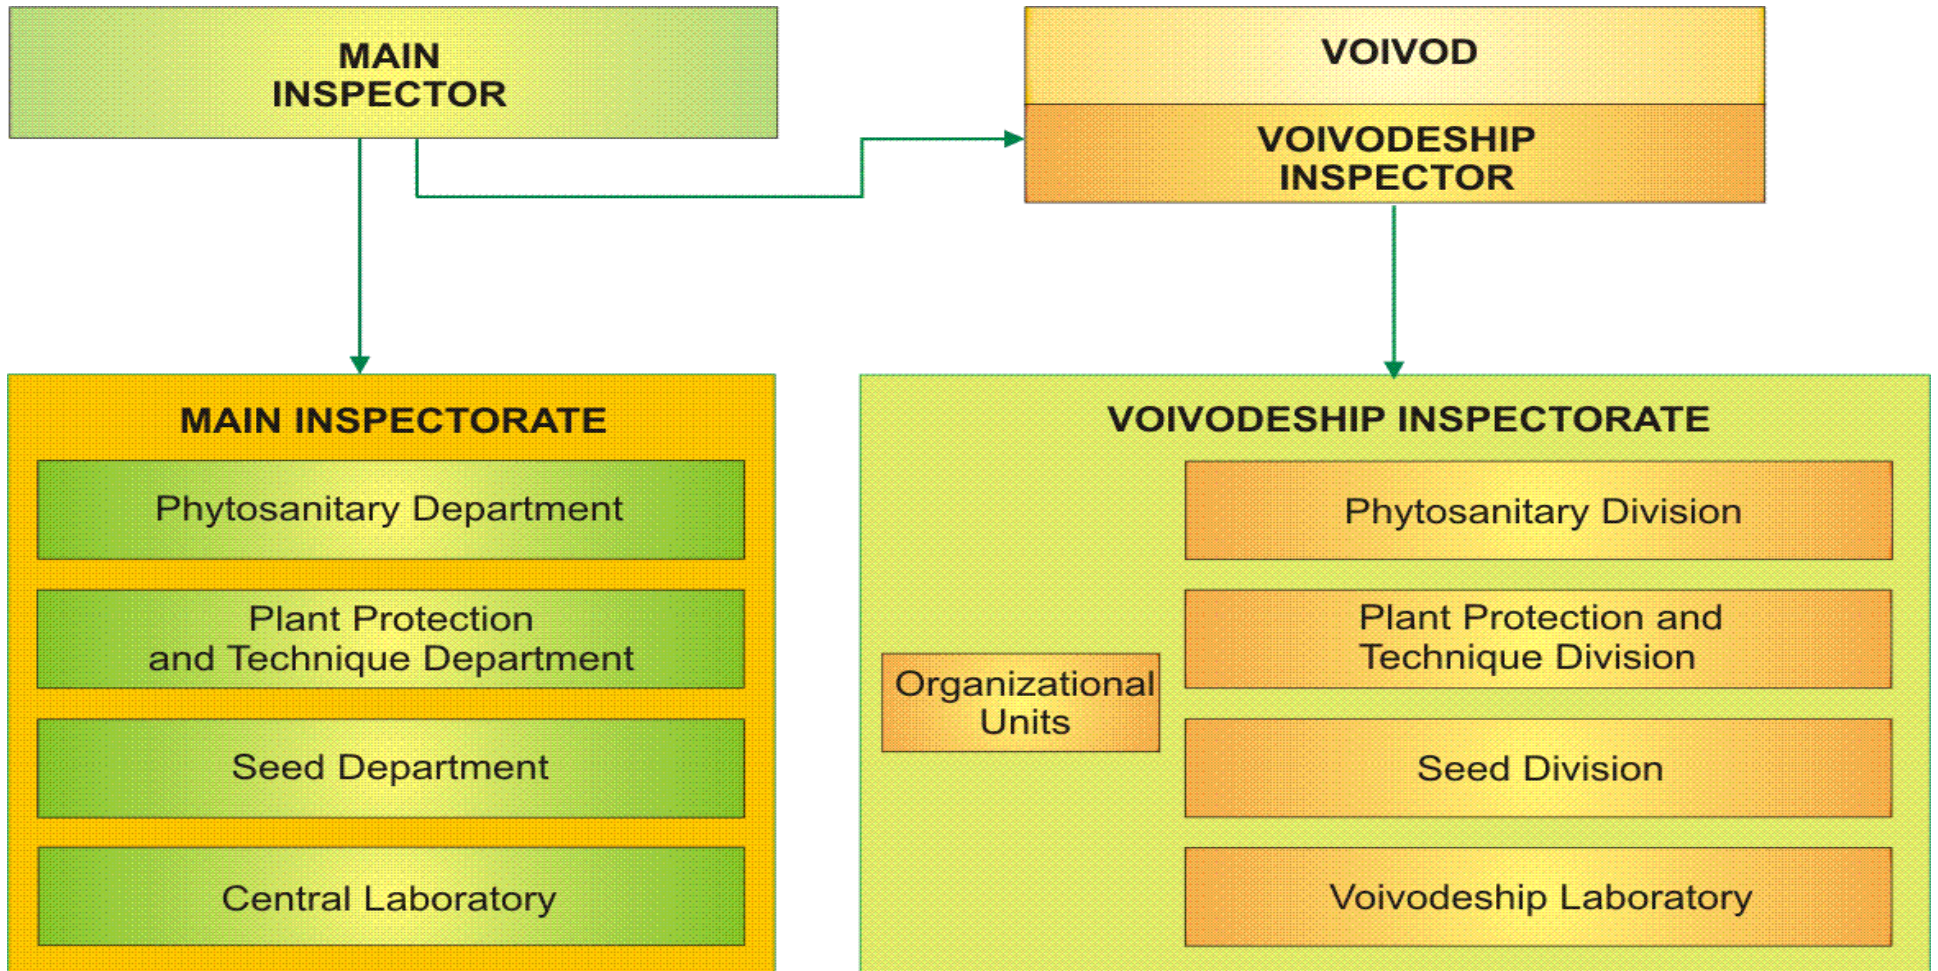 MAIN
INSPECTOR
VOIVOD
VOIVODESHIP
INSPECTOR
MAIN INSPECTORATE
Phytosanitary Department
Plant Protection
and Technique Department
Seed Department
Central Laboratory
VOIVODESHIP INSPECTORATE
Organizational
Units
Phytosanitary Division
Plant Protection and
Technique Division
Seed Division
Voivodeship Laboratory